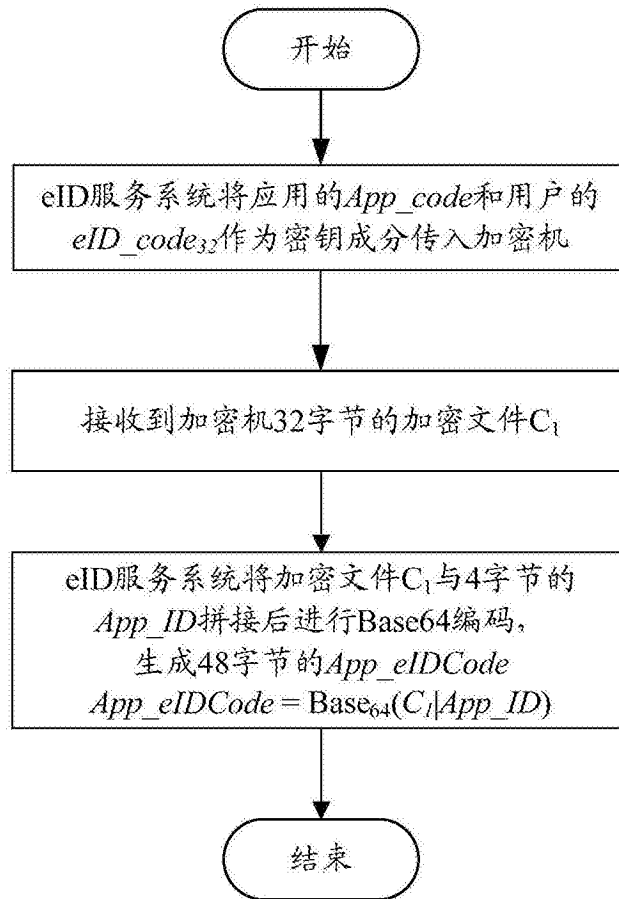 开始
eID服务系统将应用的App_code和用户的
eID_code₃₂作为密钥成分传入加密机
接收到加密机32字节的加密文件C₁
eID服务系统将加密文件C₁与4字节的
App_ID拼接后进行Base64编码，
生成48字节的App_eIDCode
App_eIDCode = Base₆₄(C₁|App_ID)
结束